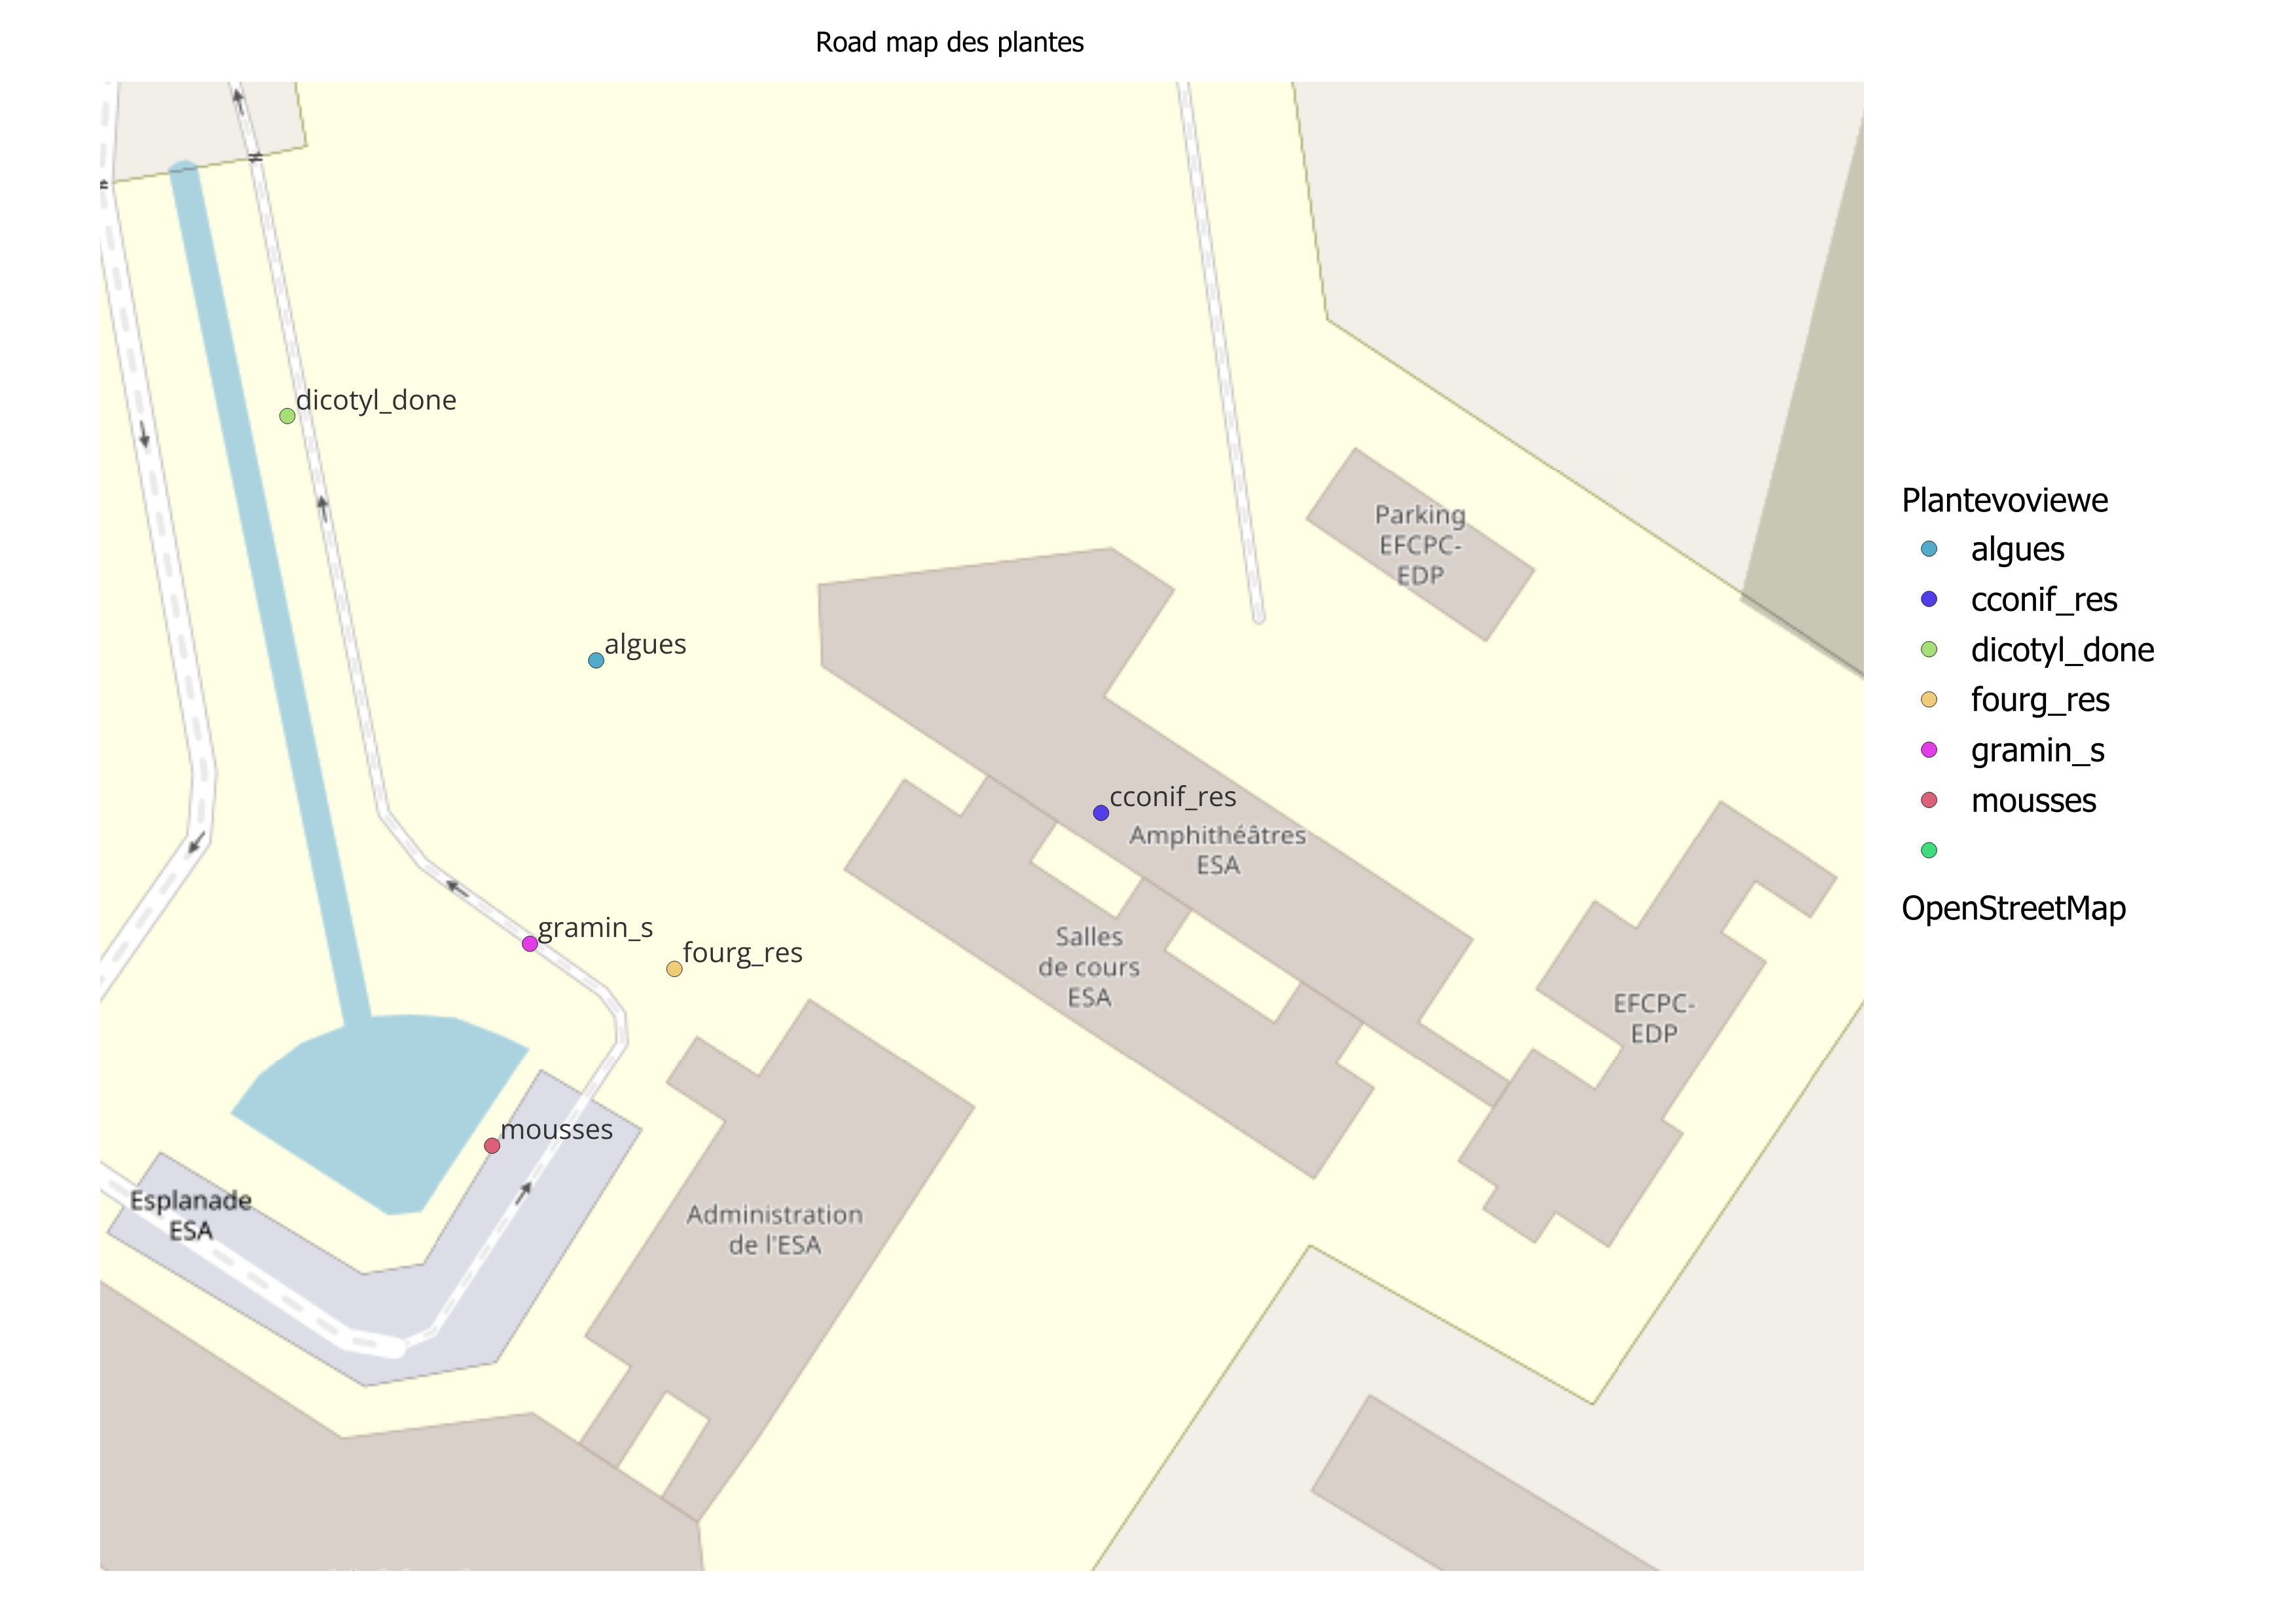 Road map des plantes
dicotyl_done
Parking
EFCPC-
EDP
algues
cconif_res
Amphithéâtres
ESA
gramin_s
fourg_res
Salles
de cours
ESA
EFCPC-
EDP
mousses
Esplanade
ESA
Administration
de l'ESA
Plantevoviewe
algues
cconif_res
dicotyl_done
fourg_res
gramin_s
mousses
OpenStreetMap